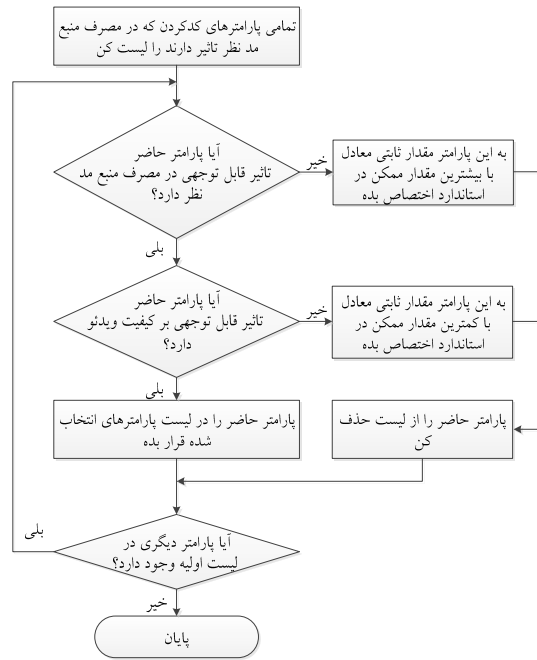 تمامی پارامترهای کدکردن که در مصرف منبع
مد نظر تاثیر دارند را لیست کن
آیا پارامتر حاضر
تاثیر قابل توجهی در مصرف منبع مد
نظر دارد؟
خیر
به این پارامتر مقدار ثابتی معادل
با بیشترین مقدار ممکن در
استاندارد اختصاص بده
بلی
آیا پارامتر حاضر
تاثیر قابل توجهی بر کیفیت ویدئو
دارد؟
خیر
به این پارامتر مقدار ثابتی معادل
با کمترین مقدار ممکن در
استاندارد اختصاص بده
بلی
پارامتر حاضر را در لیست پارامترهای انتخاب
شده قرار بده
پارامتر حاضر را از لیست حذف
کن
آیا پارامتر دیگری در
لیست اولیه وجود دارد؟
بلی
خیر
پایان